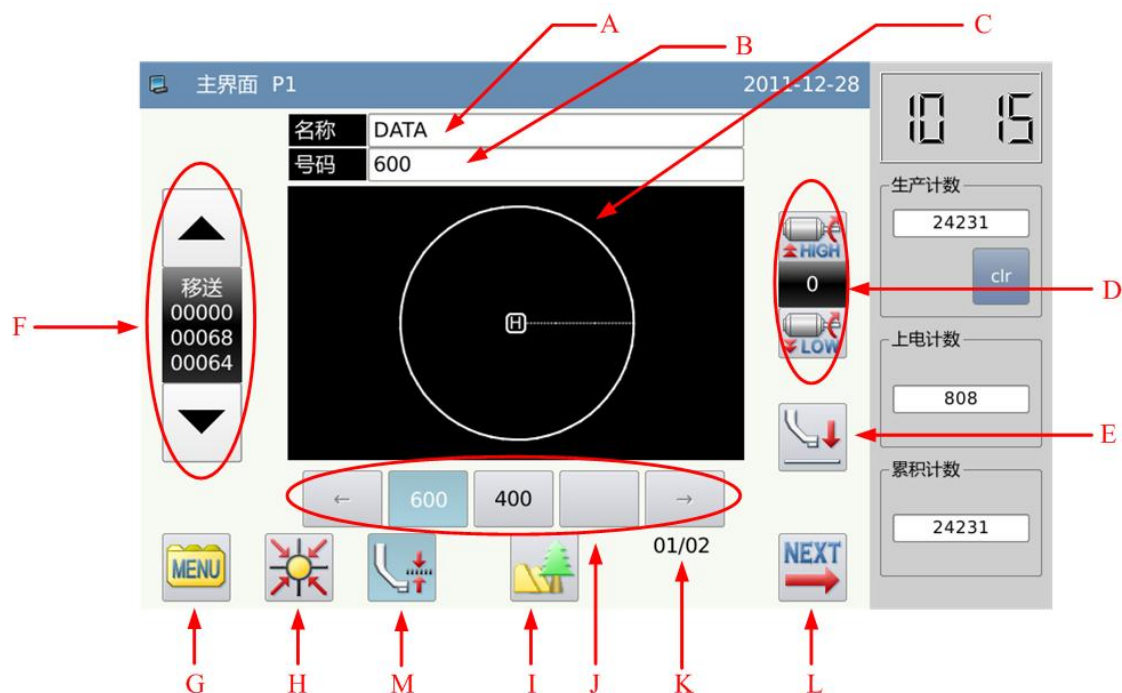 A
B
C
主界面 P1
2011-12-28
10 15
名称
DATA
号码
600
生产计数
24231
clr
HIGH
0
LOW
D
移送
00000
00068
00064
F
H
上电计数
808
E
累积计数
24231
←
600
400
→
01/02
MENU
NEXT
G
H
M
I
J
K
L